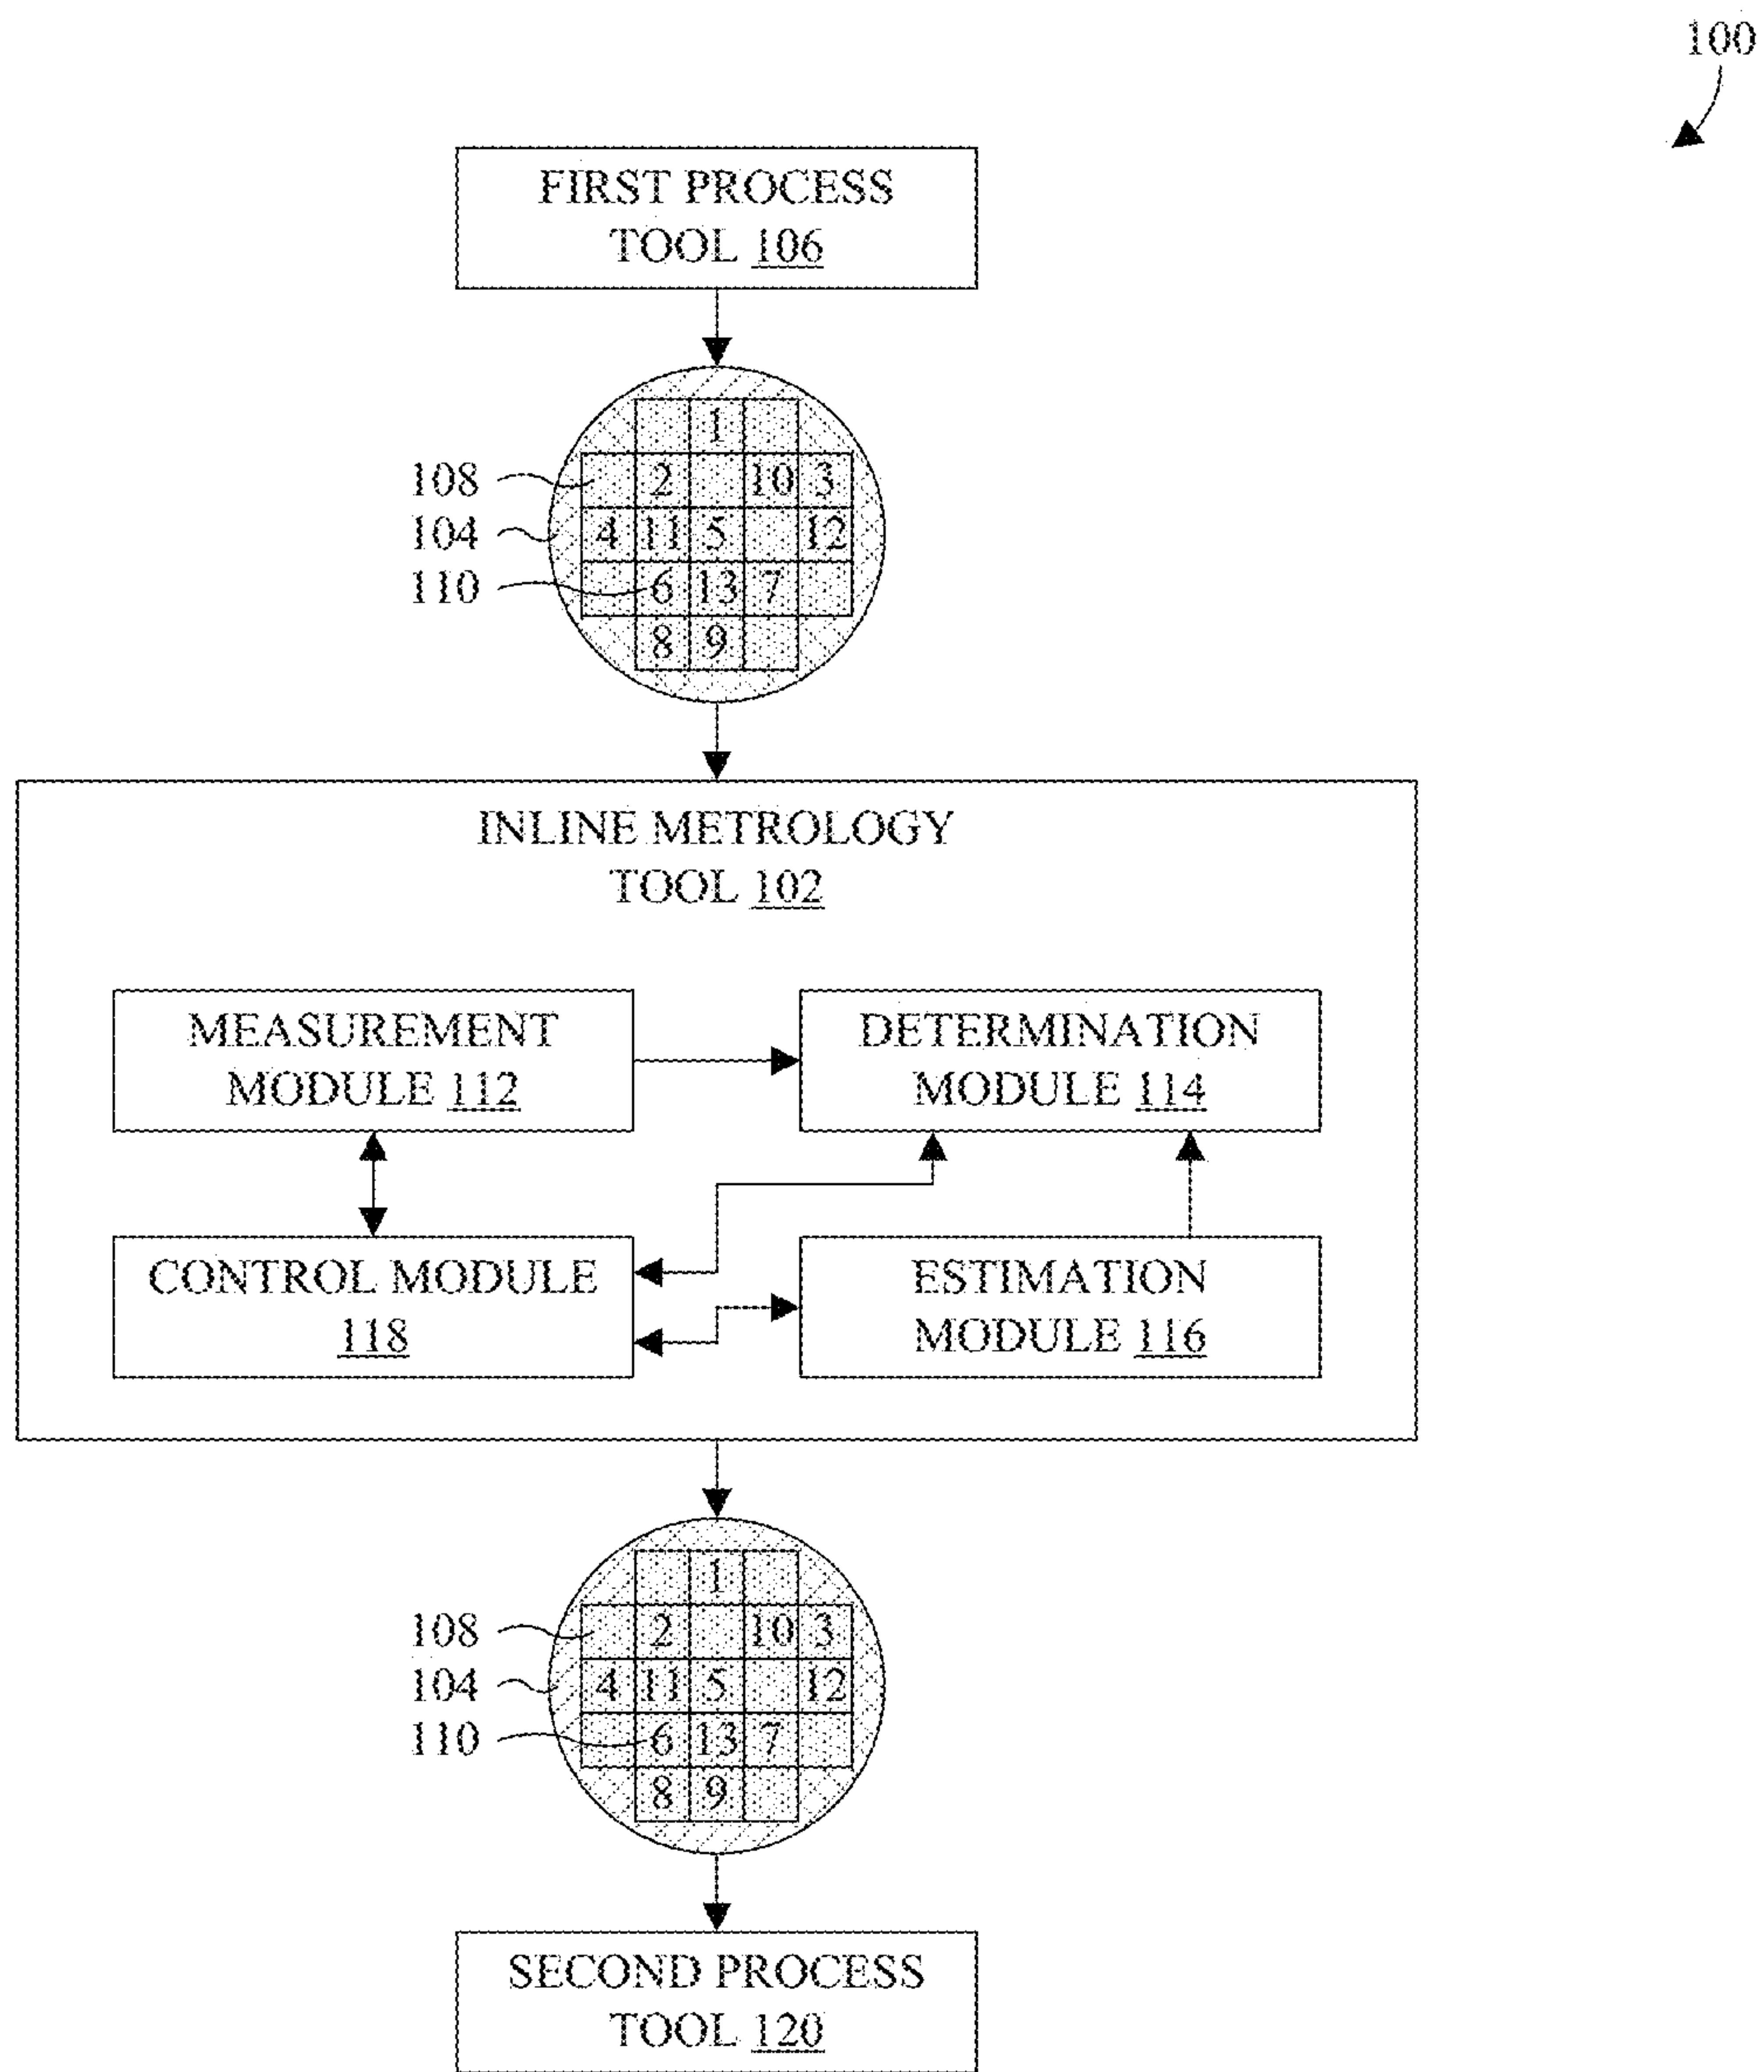 100
FIRST PROCESS
TOOL 106
1
108 2 10 3
104 4 11 5 12
110 6 13 7
8 9
INLINE METROLOGY
TOOL 102
MEASUREMENT
MODULE 112
DETERMINATION
MODULE 114
CONTROL MODULE
118
ESTIMATION
MODULE 116
1
108 2 10 3
104 4 11 5 12
110 6 13 7
8 9
SECOND PROCESS
TOOL 120